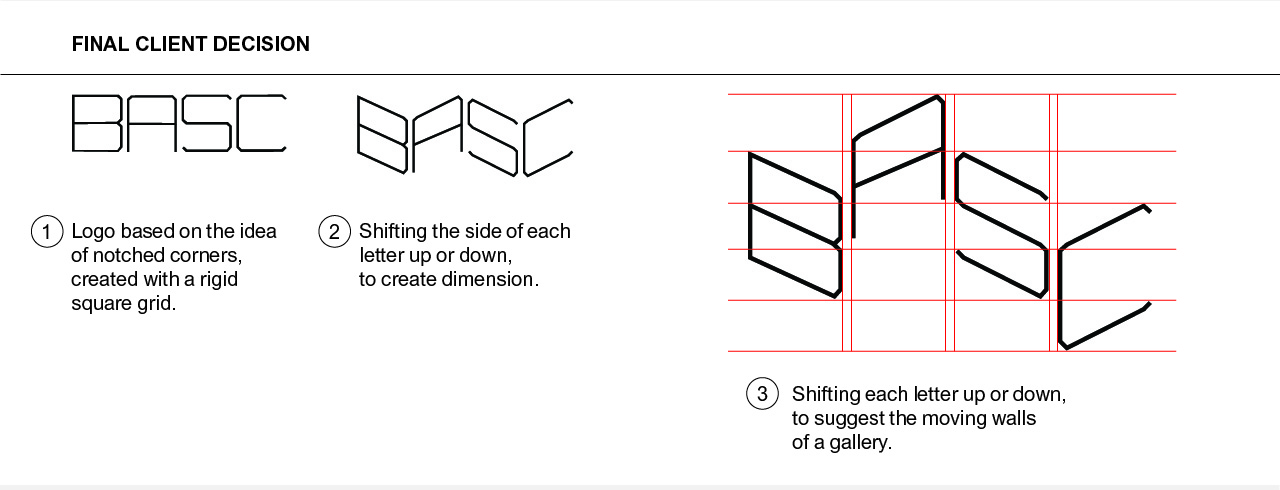 FINAL CLIENT DECISION
BASC
BASC
BASC
1
Logo based on the idea
of notched corners,
created with a rigid
square grid.
2
Shifting the side of each
letter up or down,
to create dimension.
3
Shifting each letter up or down,
to suggest the moving walls
of a gallery.